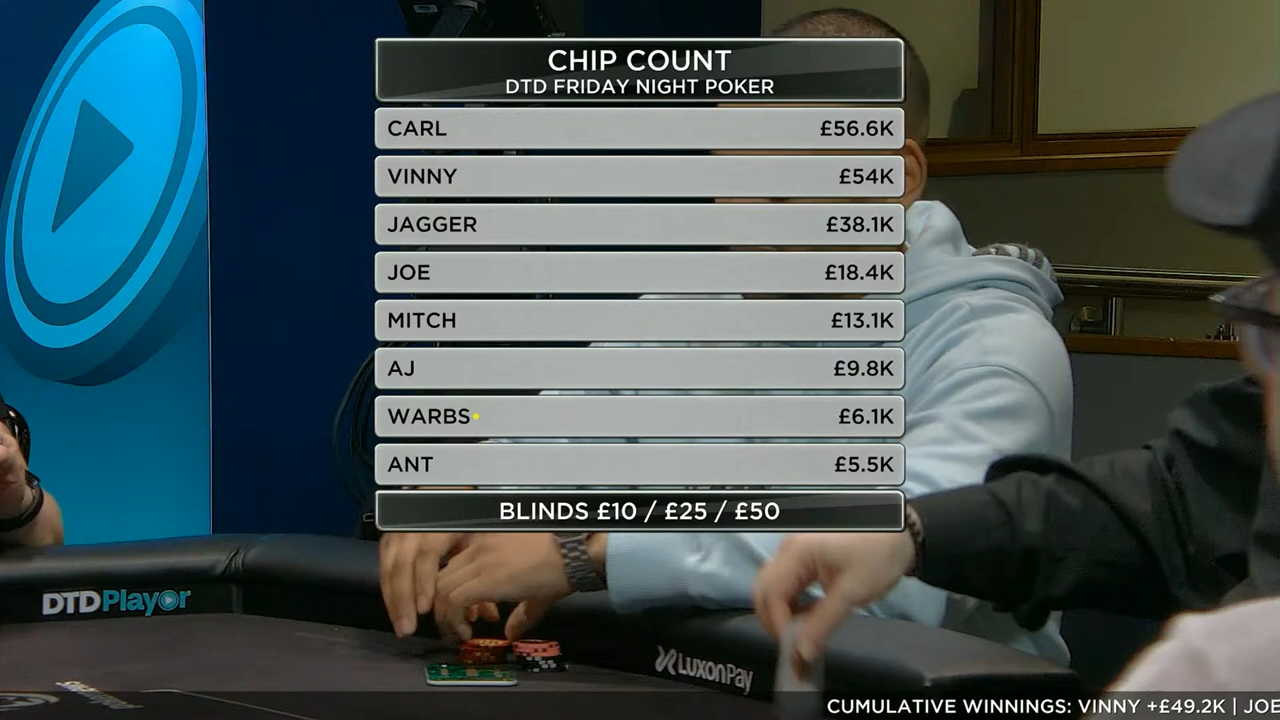 CHIP COUNT
DTD FRIDAY NIGHT POKER
CARL £56.6K
VINNY £54K
JAGGER £38.1K
JOE £18.4K
MITCH £13.1K
AJ £9.8K
WARBS £6.1K
ANT £5.5K
BLINDS £10 / £25 / £50
DTDPlayer
LUXONPAY
CUMULATIVE WINNINGS: VINNY +£49.2K | JOE